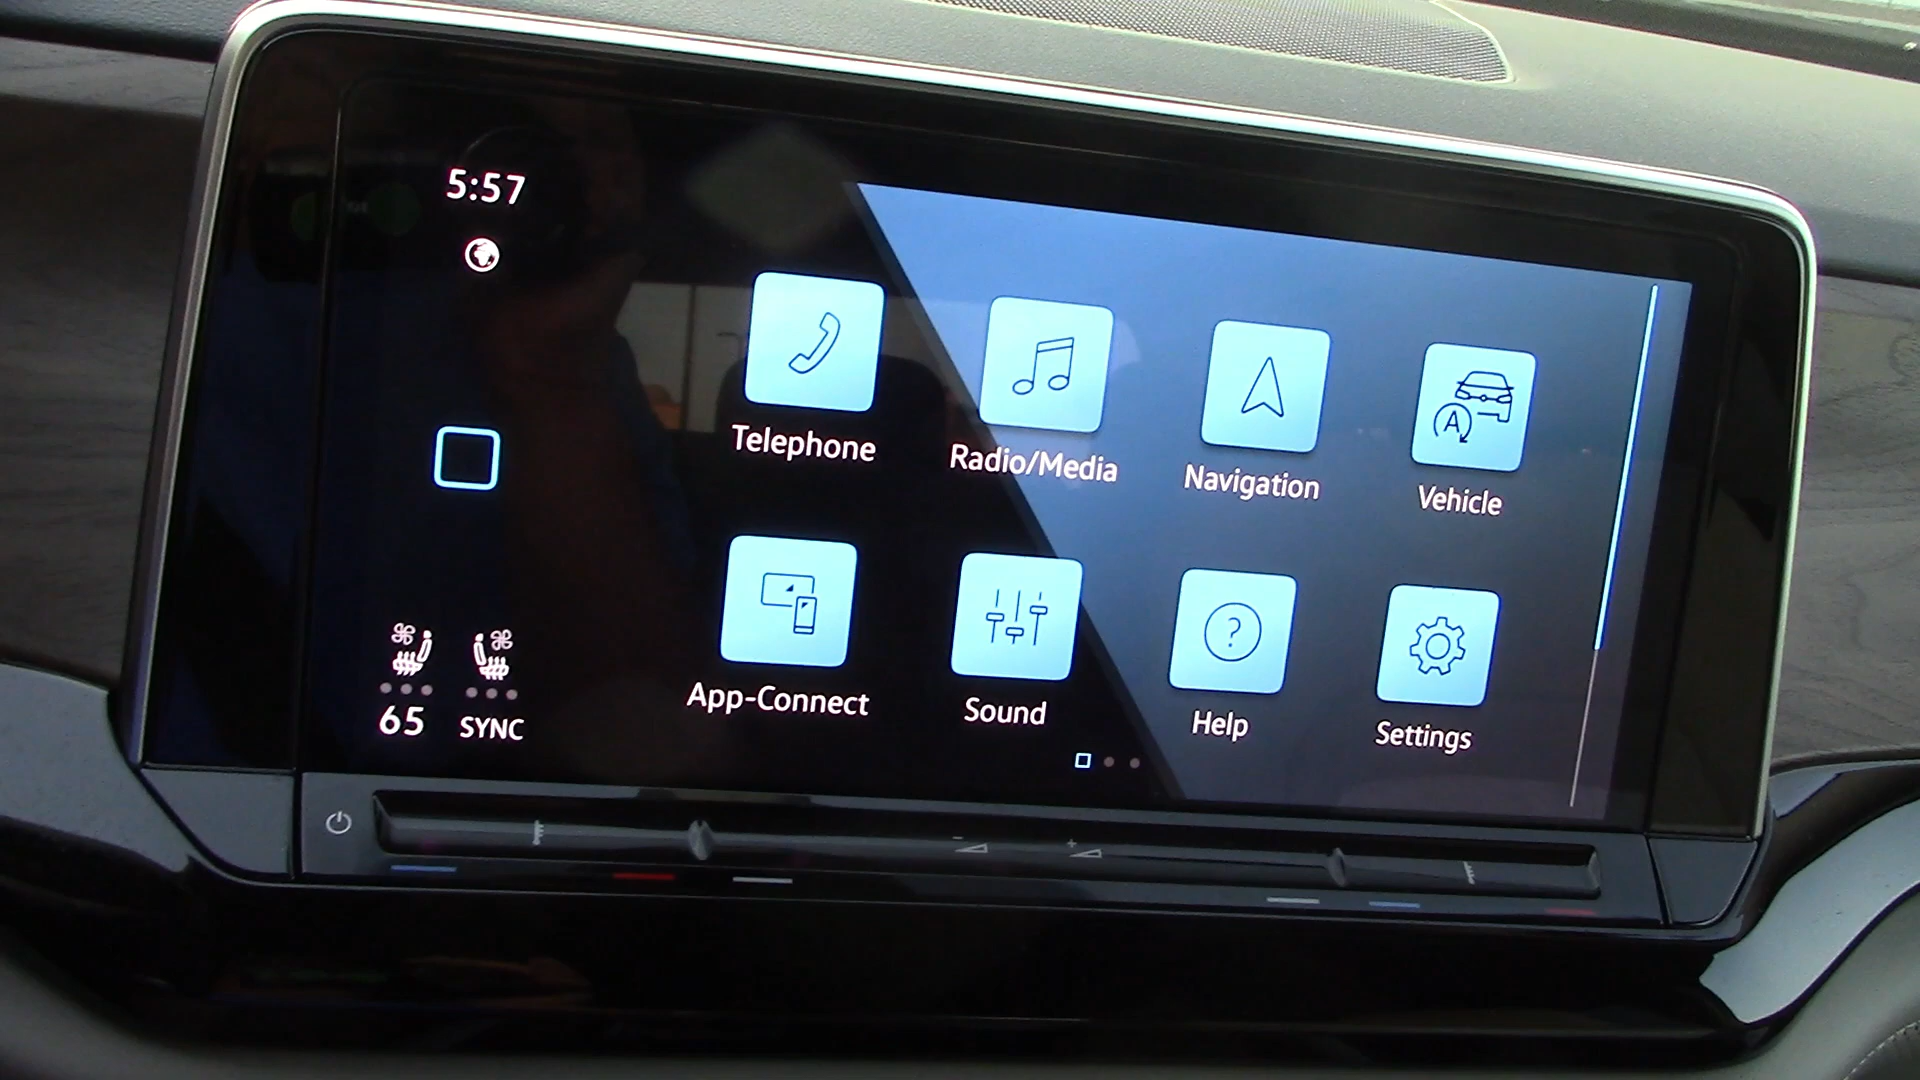 5:57
Telephone
Radio/Media
Navigation
A
Vehicle
App-Connect
Sound
?
Help
Settings
65 SYNC
- +